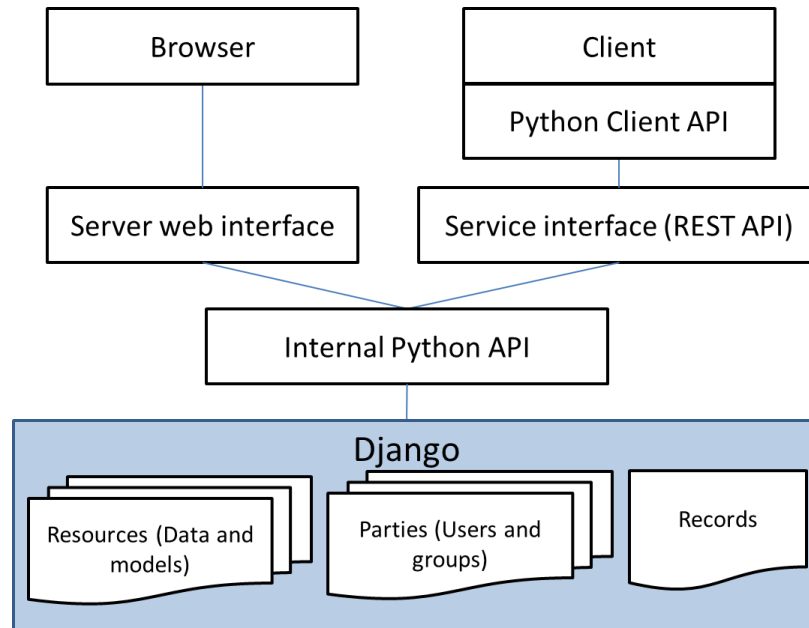 Browser
Client
Python Client API
Server web interface
Service interface (REST API)
Internal Python API
Django
Resources (Data and
models)
Parties (Users and
groups)
Records